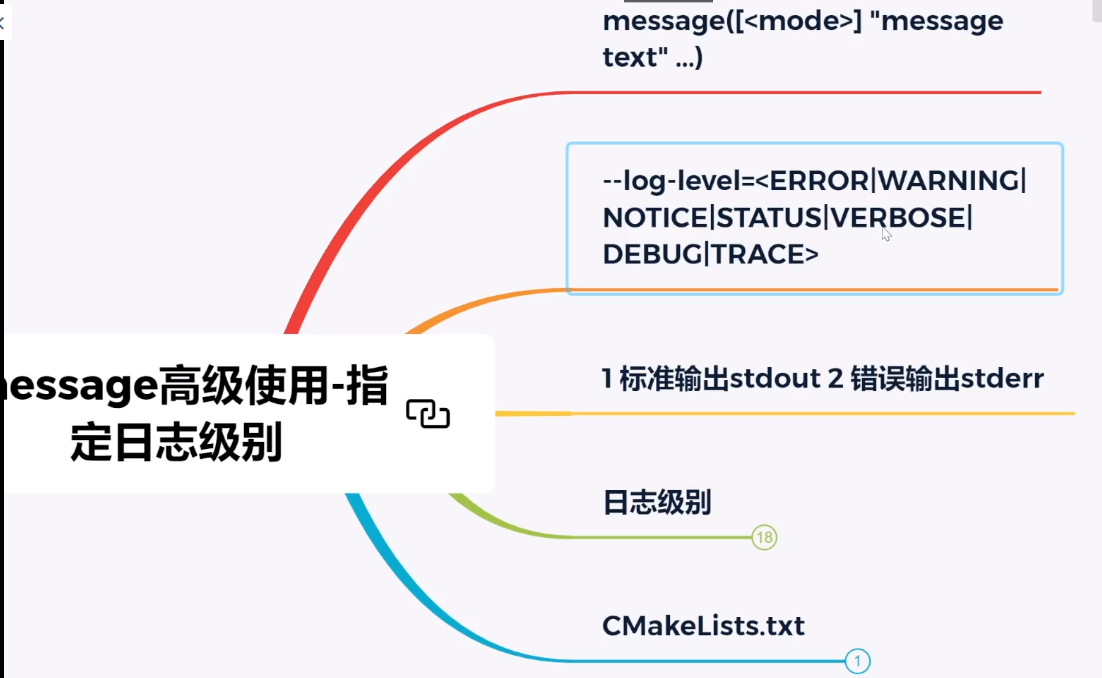 message([<mode>] "message
text" ...)
--log-level=<ERROR|WARNING|
NOTICE|STATUS|VERBOSE|
DEBUG|TRACE>
essage高级使用-指
定日志级别
1 标准输出stdout 2 错误输出stderr
日志级别
18
CMakeLists.txt
1